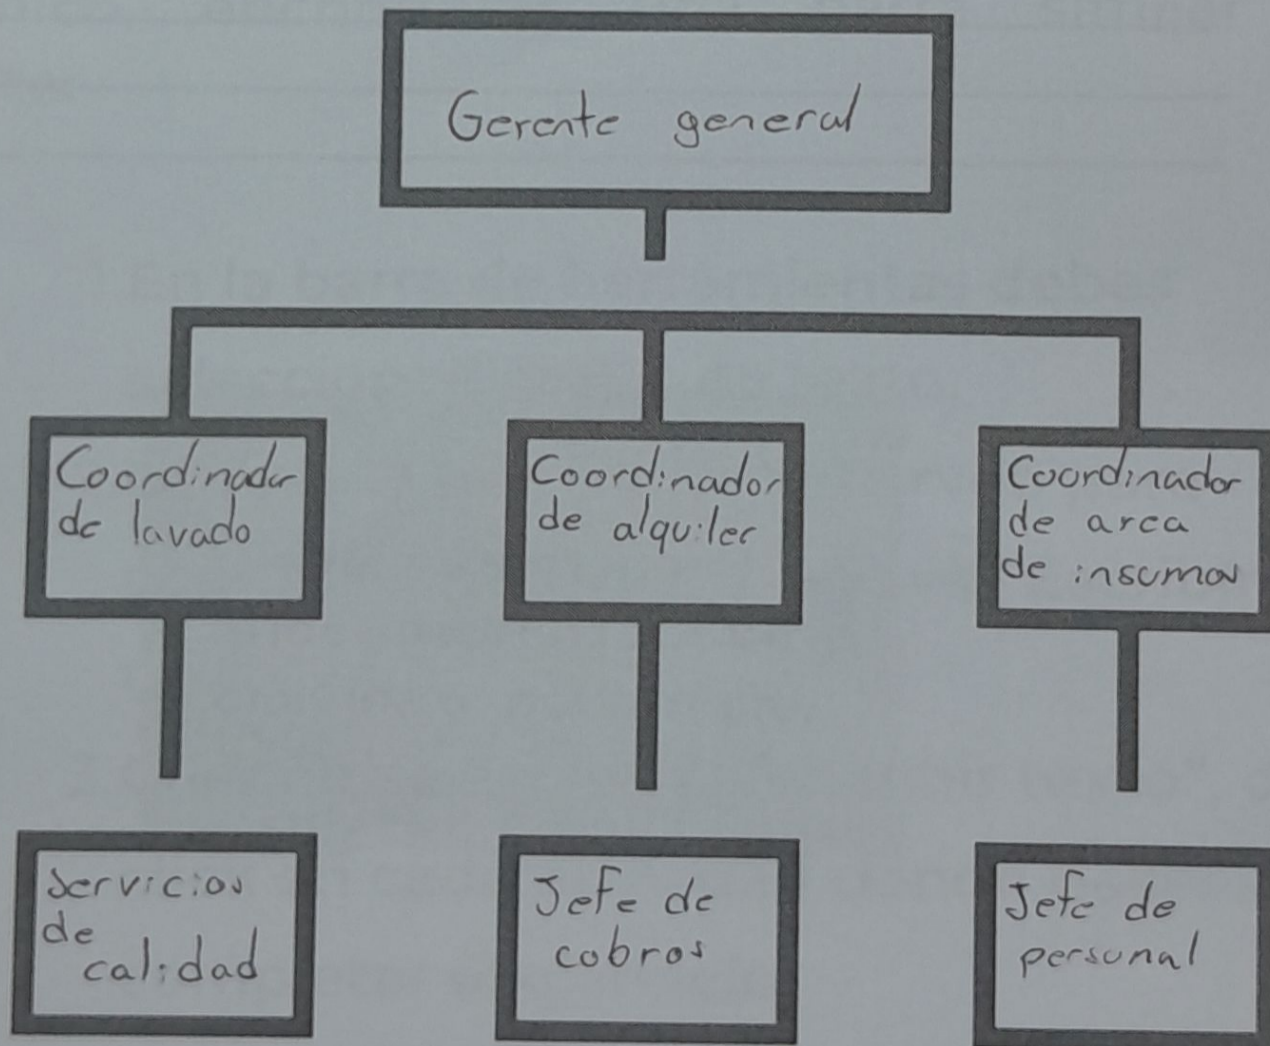 Gerente general
Coordinador
de lavado
Coordinador
de alquiler
Coordinador
de area
de insumos
Servicios
de
calidad
Jefe de
cobros
Jefe de
personal